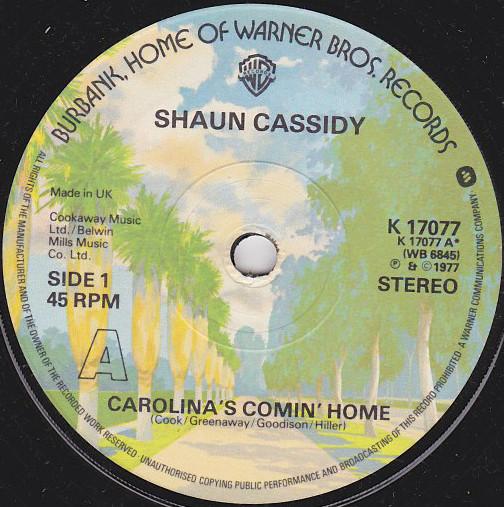 BURBANK, HOME OF WARNER BROS. RECORDS
SHAUN CASSIDY
Made in UK
Cookaway Music
Ltd./Belwin
Mills Music
Co. Ltd.
SIDE 1
45 RPM
A
K 17077
K 17077 A*
(WB 6845)
℗ & © 1977
STEREO
CAROLINA'S COMIN' HOME
(Cook/Greenaway/Goodison/Hiller)
ALL RIGHTS OF THE MANUFACTURER AND OF THE OWNER OF THE RECORDED WORK RESERVED · UNAUTHORISED COPYING PUBLIC PERFORMANCE AND BROADCASTING OF THIS RECORD PROHIBITED · A WARNER COMMUNICATIONS COMPANY.